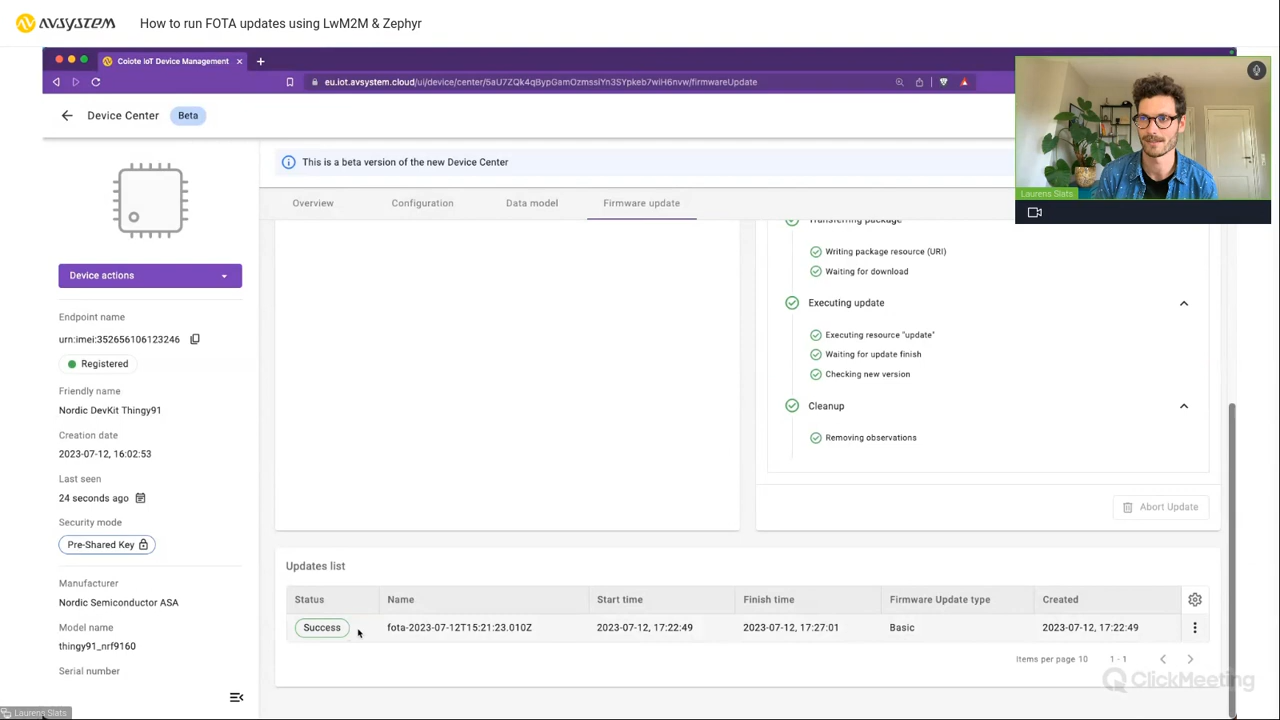 AVSYSTEM
How to run FOTA updates using LwM2M & Zephyr
Coiote IoT Device Management
eu.iot.avsystem.cloud/ui/device/center/5aU7ZQk4qBypGamOzmssiYn3SYpkeb7wiH6nvw/firmwareUpdate
Device Center
Beta
This is a beta version of the new Device Center
Overview
Configuration
Data model
Firmware update
Laurens Slats
Device actions
Endpoint name
urn:imei:352656106123246
Registered
Friendly name
Nordic DevKit Thingy91
Creation date
2023-07-12, 16:02:53
Last seen
24 seconds ago
Security mode
Pre-Shared Key
Manufacturer
Nordic Semiconductor ASA
Model name
thingy91_nrf9160
Serial number
Transferring package
Writing package resource (URI)
Waiting for download
Executing update
Executing resource "update"
Waiting for update finish
Checking new version
Cleanup
Removing observations
Abort Update
Updates list
Status Name Start time Finish time Firmware Update type Created
Success fota-2023-07-12T15:21:23.010Z 2023-07-12, 17:22:49 2023-07-12, 17:27:01 Basic 2023-07-12, 17:22:49
Items per page 10 1 - 1
ClickMeeting
Laurens Slats